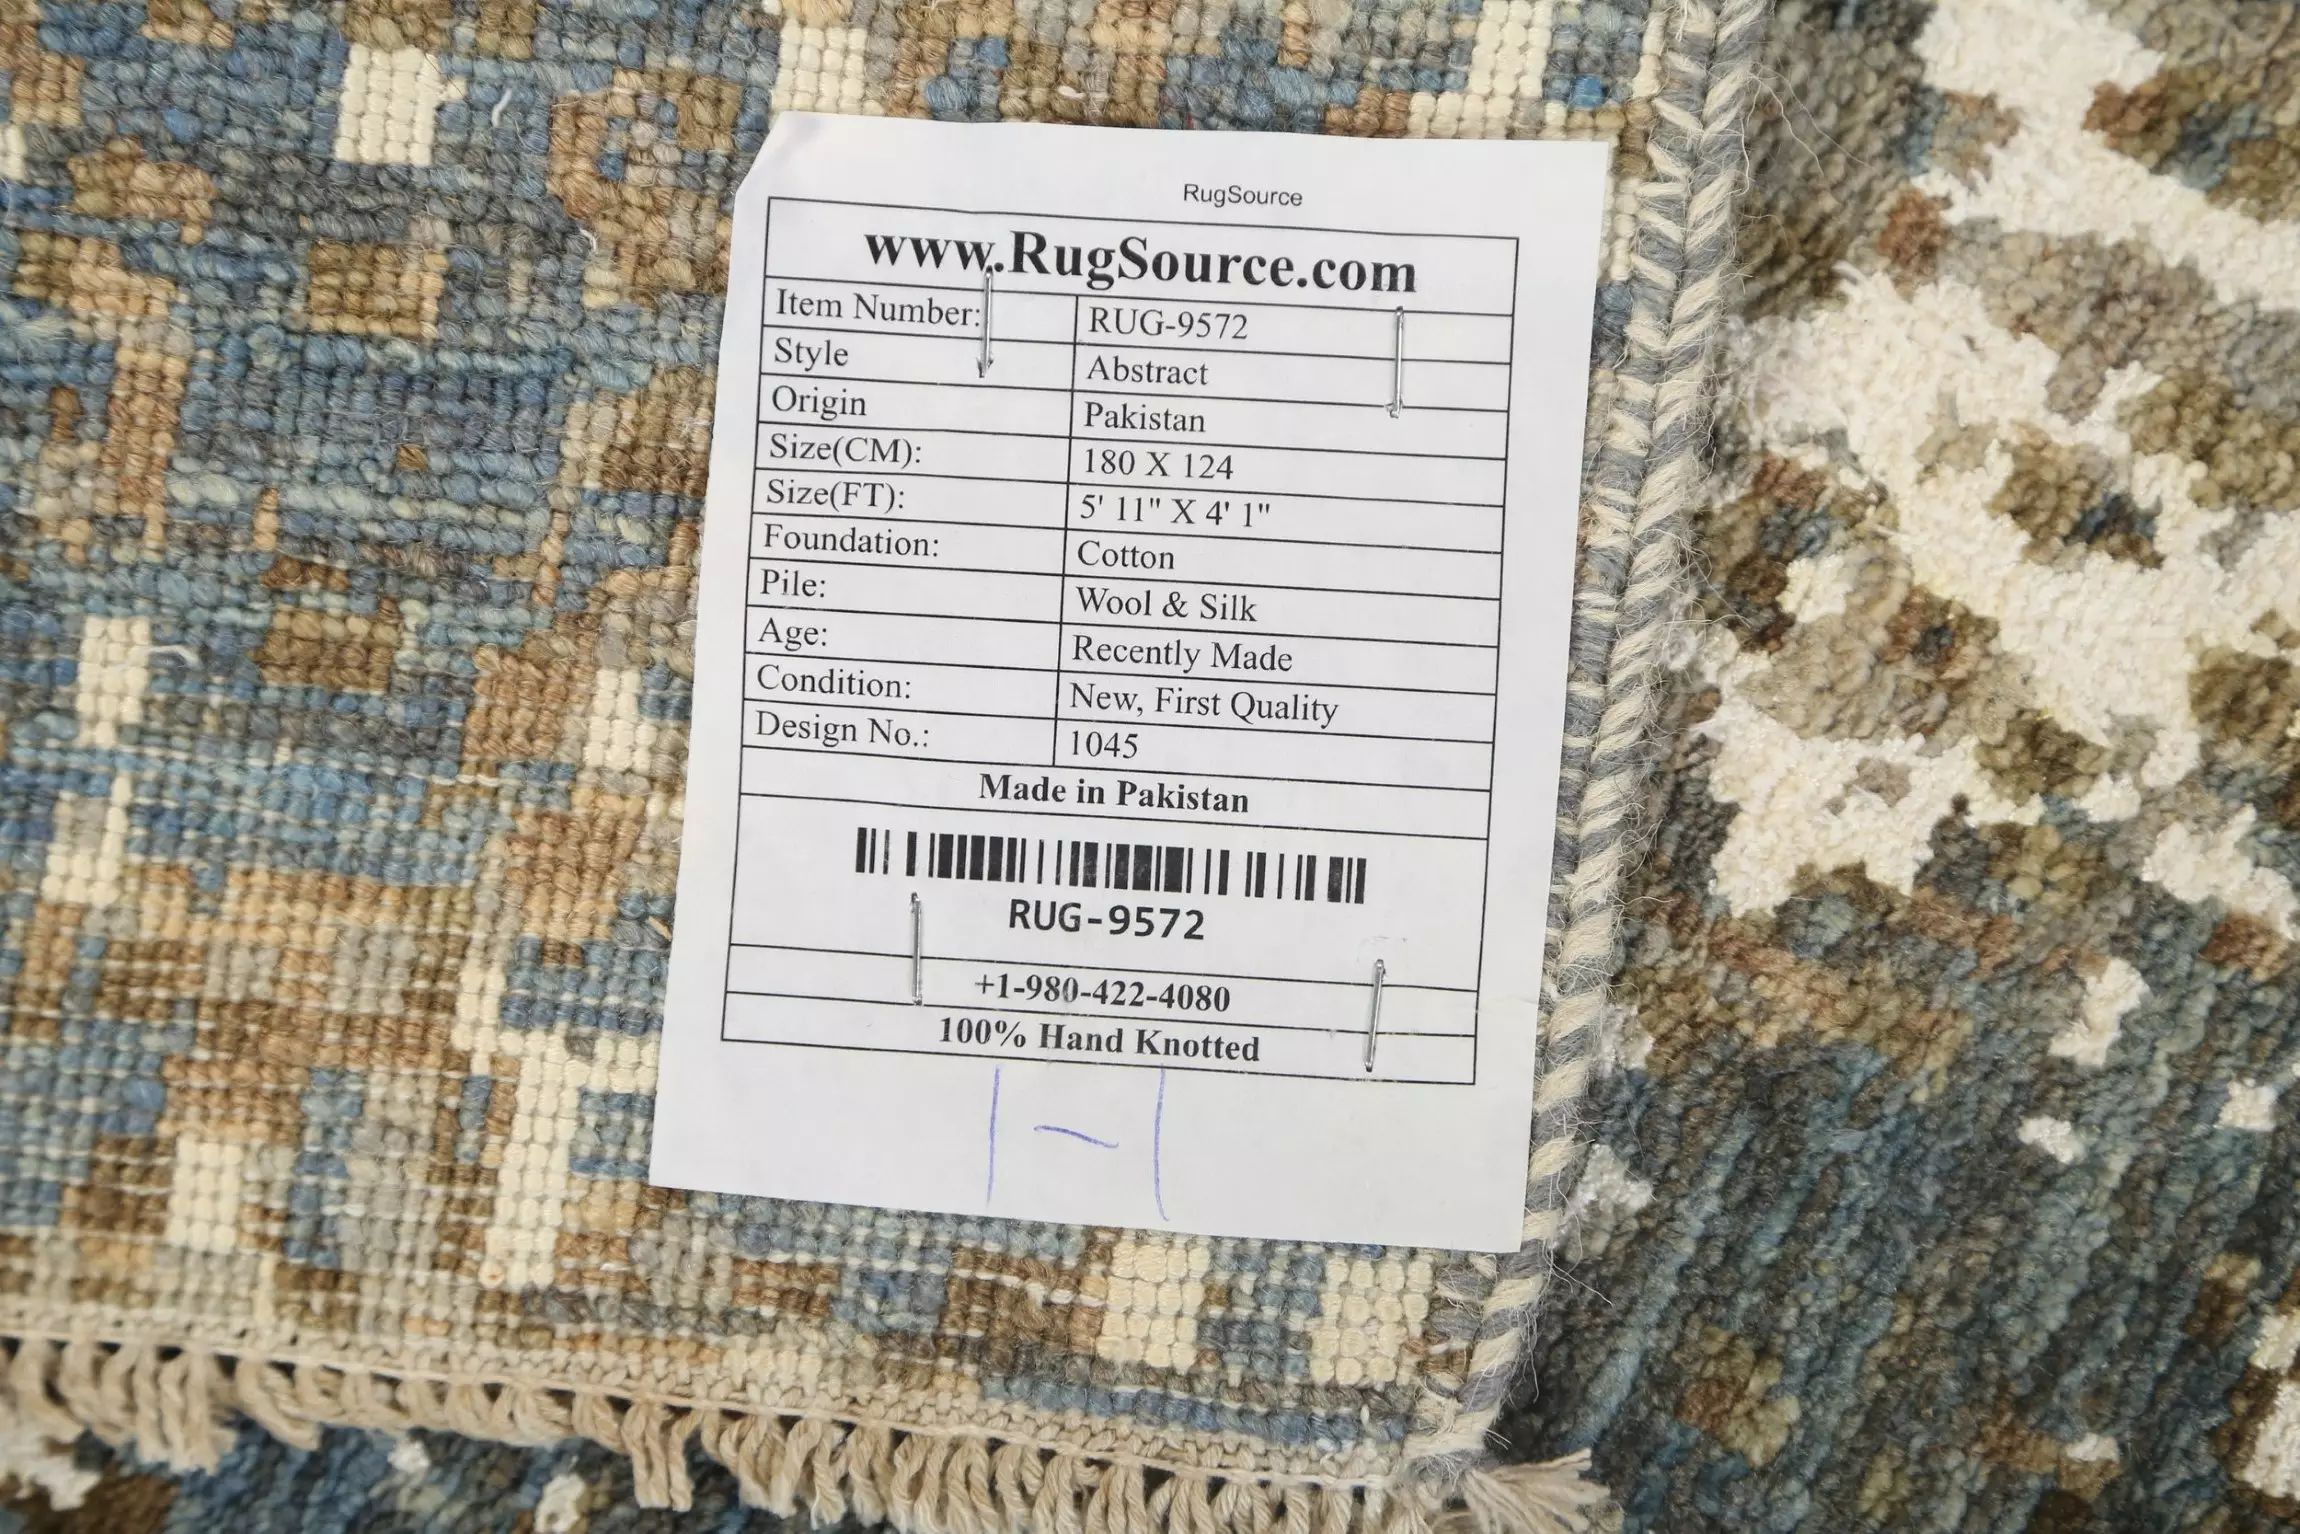 RugSource
www.RugSource.com
Item Number: RUG-9572
Style Abstract
Origin Pakistan
Size(CM): 180 X 124
Size(FT): 5' 11" X 4' 1"
Foundation: Cotton
Pile: Wool & Silk
Age: Recently Made
Condition: New, First Quality
Design No.: 1045
Made in Pakistan
RUG-9572
+1-980-422-4080
100% Hand Knotted
1-1